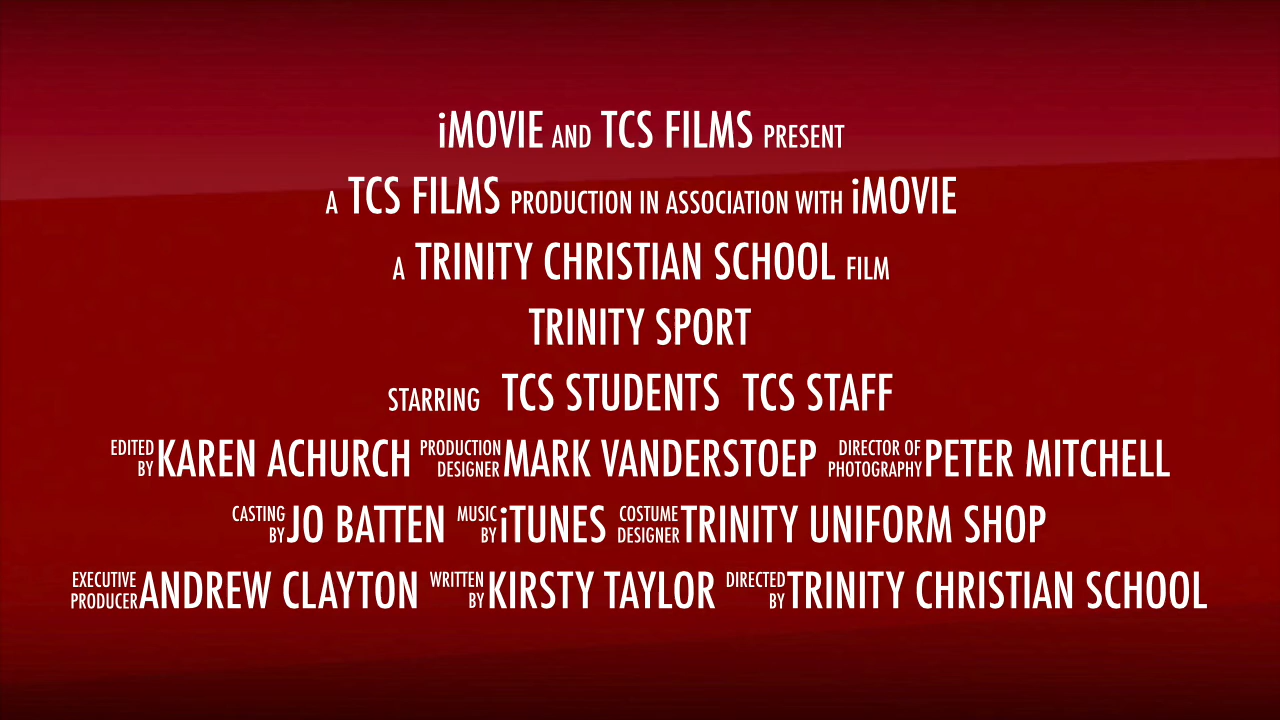 iMOVIE AND TCS FILMS PRESENT
A TCS FILMS PRODUCTION IN ASSOCIATION WITH iMOVIE
A TRINITY CHRISTIAN SCHOOL FILM
TRINITY SPORT
STARRING TCS STUDENTS TCS STAFF
EDITED BY KAREN ACHURCH PRODUCTION DESIGNER MARK VANDERSTOEP DIRECTOR OF PHOTOGRAPHY PETER MITCHELL
CASTING BY JO BATTEN MUSIC BY iTUNES COSTUME DESIGNER TRINITY UNIFORM SHOP
EXECUTIVE PRODUCER ANDREW CLAYTON WRITTEN BY KIRSTY TAYLOR DIRECTED BY TRINITY CHRISTIAN SCHOOL